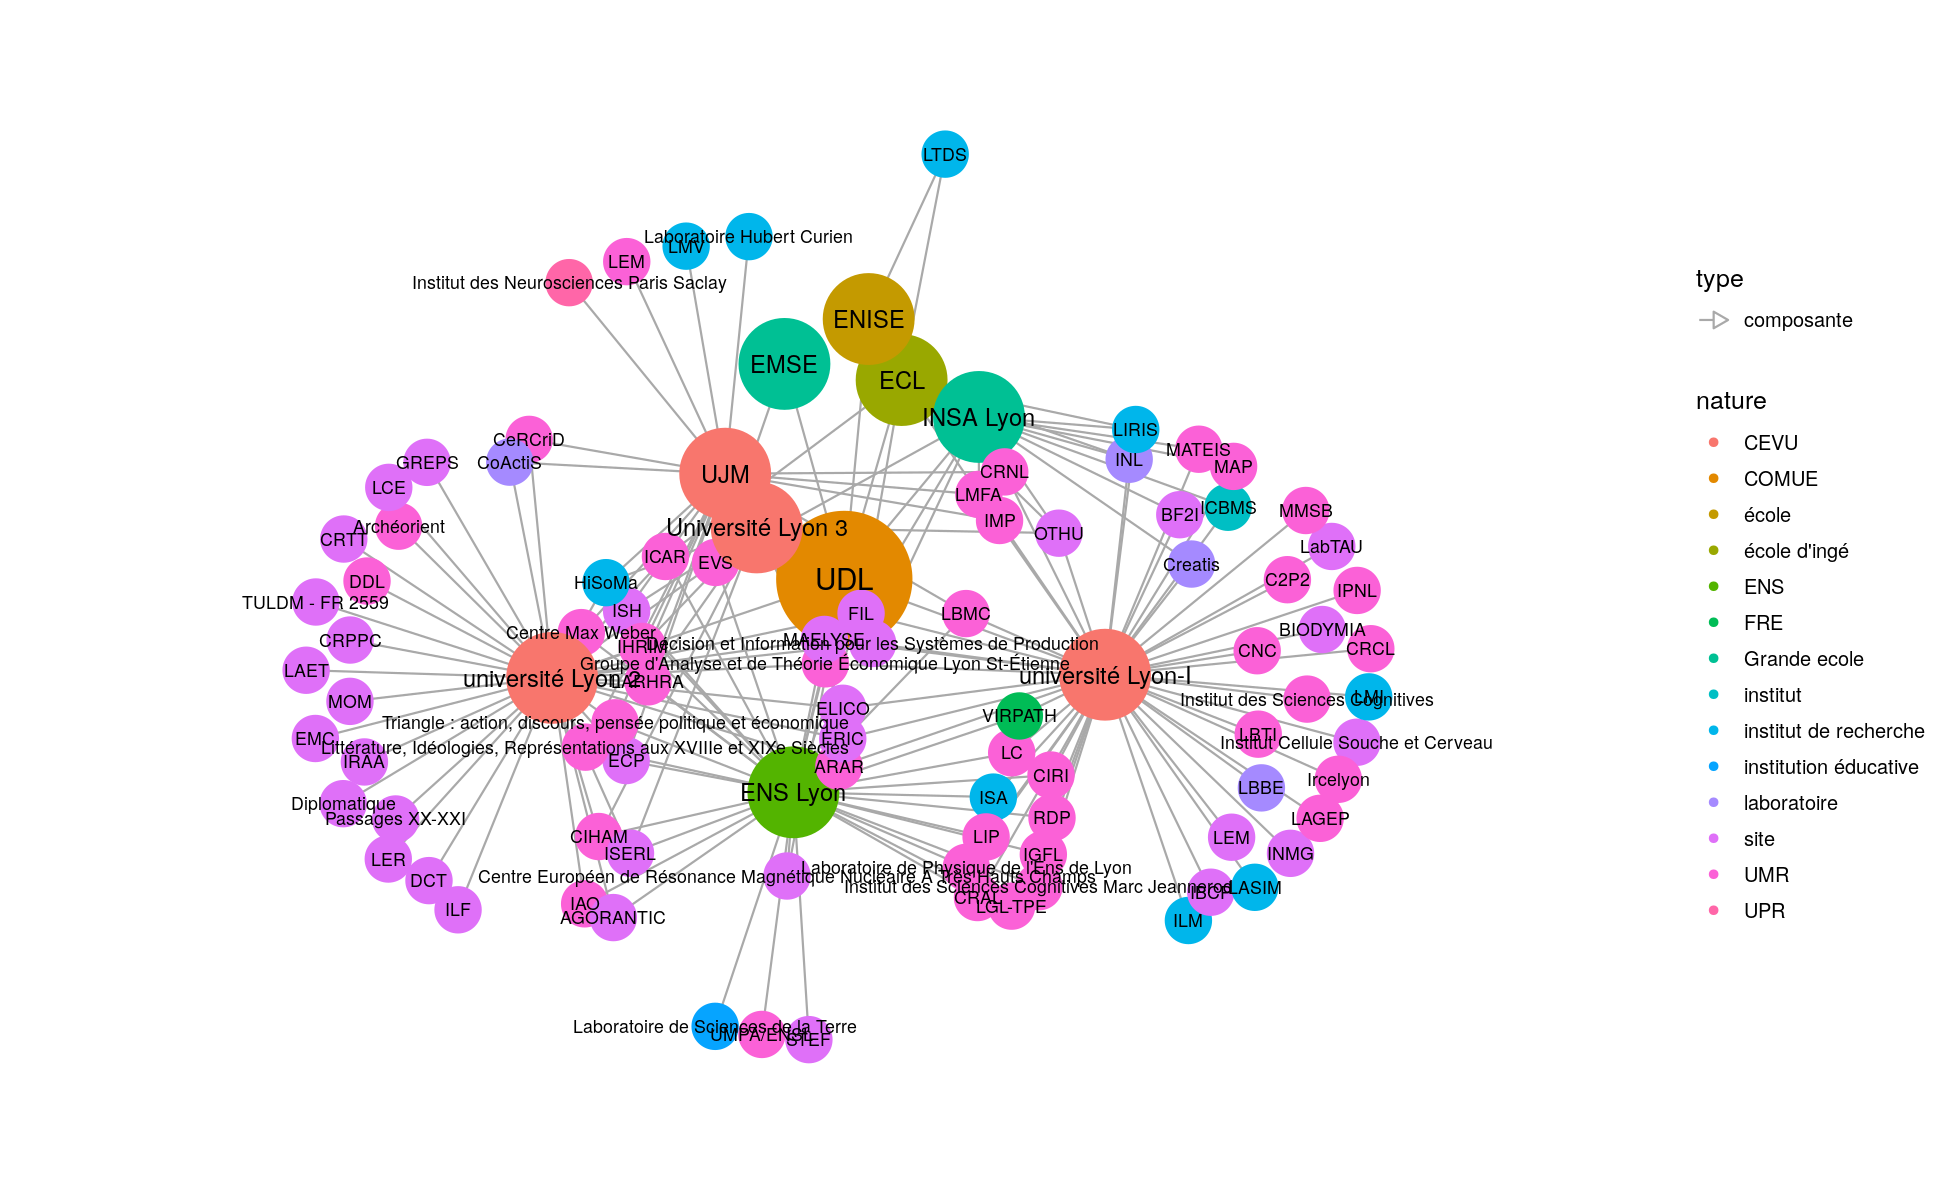 LTDS
Laboratoire Hubert Curien
LMV
LEM
Institut des Neurosciences Paris Saclay
ENISE
EMSE
ECL
INSA Lyon
LIRIS
CeRCriD
GREPS
CoActiS
INL
MATEIS
MAP
UJM
CRNL
LCE
LMFA
ICBMS
MMSB
BF2I
IMP
Archéorient
Université Lyon 3
OTHU
CRTT
LabTAU
ICAR
EVS
Creatis
UDL
DDL
HiSoMa
C2P2
IPNL
TULDM - FR 2559
ISH
FIL
LBMC
BIODYMIA
Centre Max Weber
CRPPC
MAELYSE
IHRIM
Décision et Information pour les Systèmes de Production
CNC
CRCL
Groupe d'Analyse et de Théorie Economique Lyon St-Étienne
LAET
université Lyon 2
LARHRA
université Lyon-I
MOM
Institut des Sciences Cognitives
LMI
ELICO
VIRPATH
Triangle : action, discours, pensée politique et économique
EMC
ERIC
LBTI
Institut Cellule Souche et Cerveau
Littérature, Idéologies, Représentations aux XVIIIe et XIXe Siècles
LC
IRAA
ECP
ARAR
CIRI
Ircelyon
LBBE
ENS Lyon
ISA
Diplomatique
Passages XX-XXI
RDP
LAGEP
CIHAM
LIP
LEM
ISERL
IGFL
INMG
LER
Laboratoire de Physique de l'Ens de Lyon
Centre Européen de Résonance Magnétique Nucléaire À Très Hauts Champs
DCT
Institut des Sciences Cognitives Marc Jeannerod
LASIM
IBCP
CRAL
IAO
LGL-TPE
ILF
AGORANTIC
ILM
Laboratoire de Sciences de la Terre
UMPA/ENSL
STEF
type
composante
nature
CEVU
COMUE
école
école d'ingé
ENS
FRE
Grande ecole
institut
institut de recherche
institution éducative
laboratoire
site
UMR
UPR